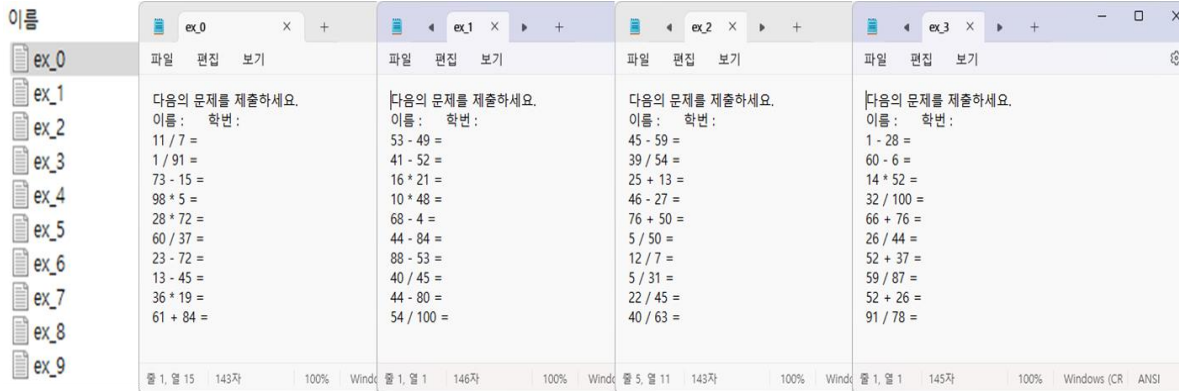 이름
ex_0
ex_1
ex_2
ex_3
ex_4
ex_5
ex_6
ex_7
ex_8
ex_9
ex_0 × +
파일 편집 보기
다음의 문제를 제출하세요.
이름 : 학번 :
11 / 7 =
1 / 91 =
73 - 15 =
98 * 5 =
28 * 72 =
60 / 37 =
23 - 72 =
13 - 45 =
36 * 19 =
61 + 84 =
줄 1, 열 15 143자 100% Windo
ex_1 × +
파일 편집 보기
다음의 문제를 제출하세요.
이름 : 학번 :
53 - 49 =
41 - 52 =
16 * 21 =
10 * 48 =
68 - 4 =
44 - 84 =
88 - 53 =
40 / 45 =
44 - 80 =
54 / 100 =
줄 1, 열 1 146자 100% Windo
ex_2 × +
파일 편집 보기
다음의 문제를 제출하세요.
이름 : 학번 :
45 - 59 =
39 / 54 =
25 + 13 =
46 - 27 =
76 + 50 =
5 / 50 =
12 / 7 =
5 / 31 =
22 / 45 =
40 / 63 =
줄 5, 열 11 143자 100% Windo
ex_3 × +
파일 편집 보기
다음의 문제를 제출하세요.
이름 : 학번 :
1 - 28 =
60 - 6 =
14 * 52 =
32 / 100 =
66 + 76 =
26 / 44 =
52 + 37 =
59 / 87 =
52 + 26 =
91 / 78 =
줄 1, 열 1 145자 100% Windows (CR ANSI